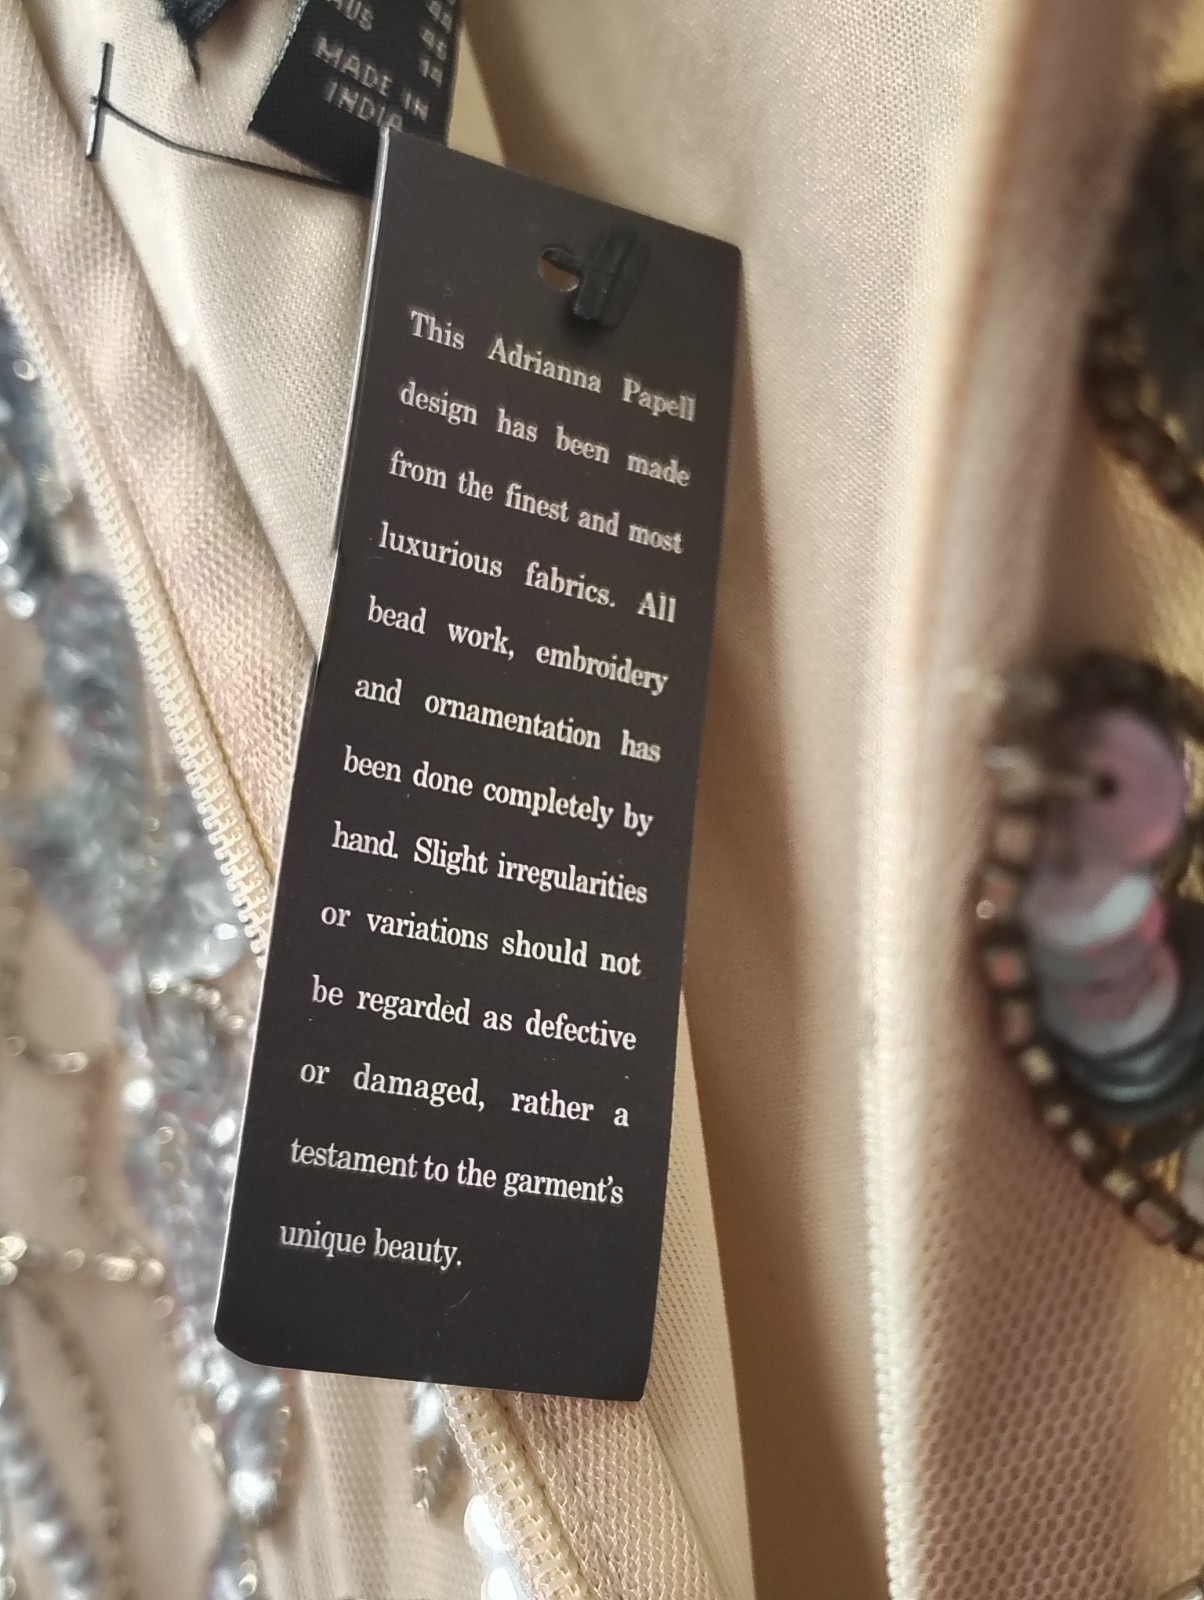 AUS
MADE IN
INDIA
This Adrianna Papell
design has been made
from the finest and most
luxurious fabrics. All
bead work, embroidery
and ornamentation has
been done completely by
hand. Slight irregularities
or variations should not
be regarded as defective
or damaged, rather a
testament to the garment's
unique beauty.